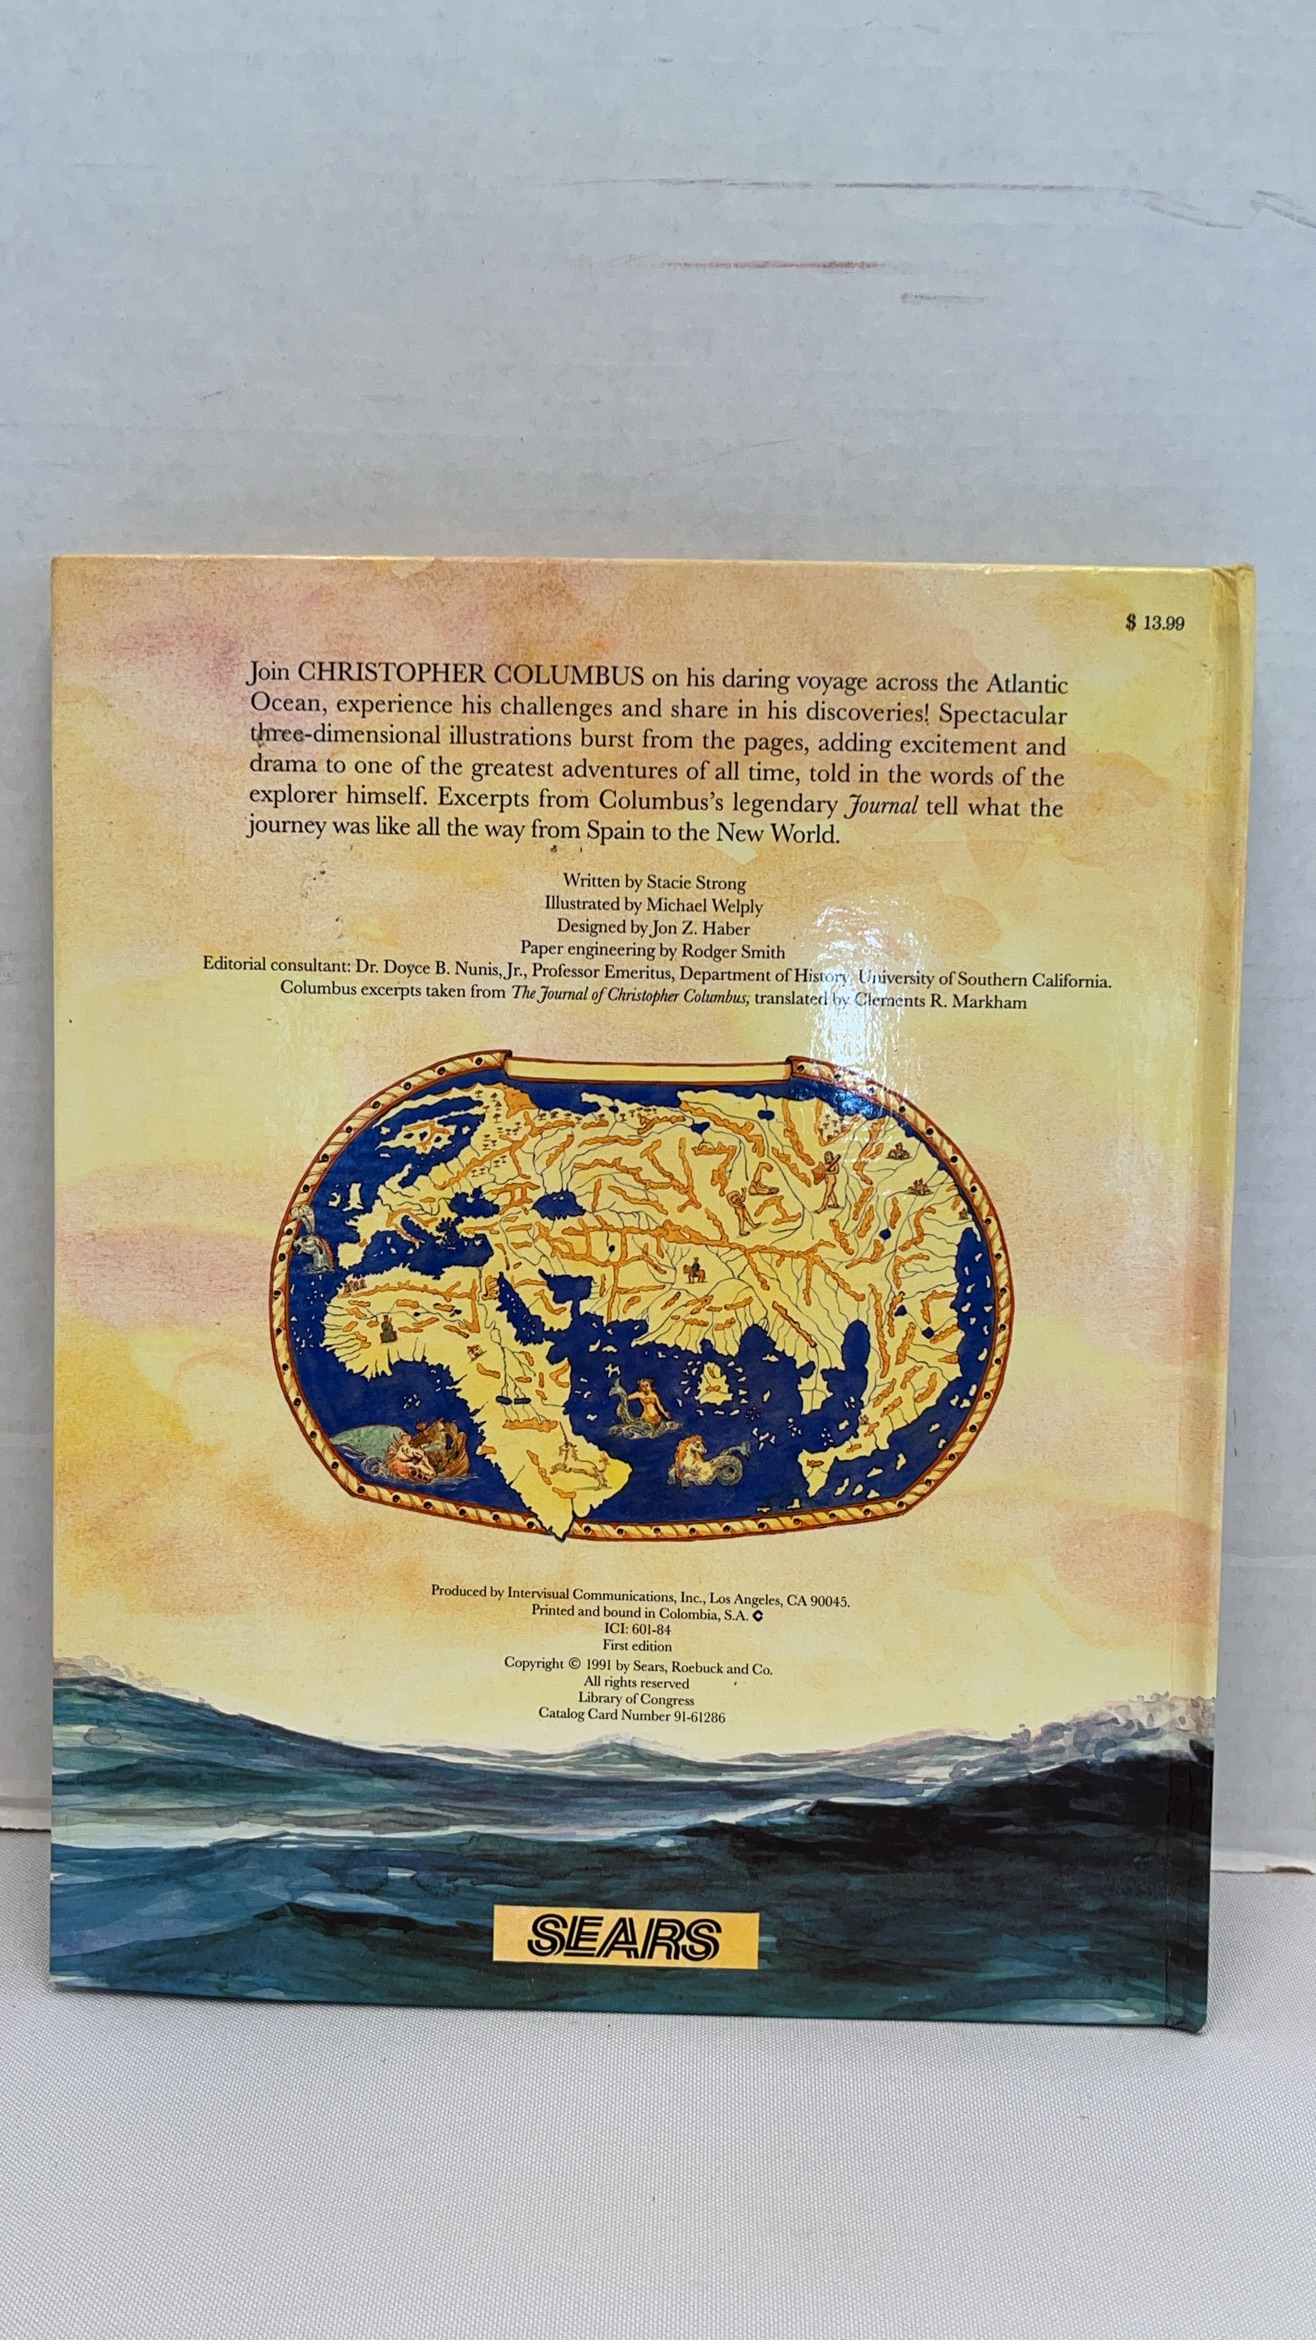 $ 13.99
Join CHRISTOPHER COLUMBUS on his daring voyage across the Atlantic
Ocean, experience his challenges and share in his discoveries! Spectacular
three-dimensional illustrations burst from the pages, adding excitement and
drama to one of the greatest adventures of all time, told in the words of the
explorer himself. Excerpts from Columbus's legendary Journal tell what the
journey was like all the way from Spain to the New World.
Written by Stacie Strong
Illustrated by Michael Welply
Designed by Jon Z. Haber
Paper engineering by Rodger Smith
Editorial consultant: Dr. Doyce B. Nunis, Jr., Professor Emeritus, Department of History, University of Southern California.
Columbus excerpts taken from The Journal of Christopher Columbus, translated by Clements R. Markham
Produced by Intervisual Communications, Inc., Los Angeles, CA 90045.
Printed and bound in Colombia, S.A.
ICI: 601-84
First edition
Copyright © 1991 by Sears, Roebuck and Co.
All rights reserved
Library of Congress
Catalog Card Number 91-61286
SEARS